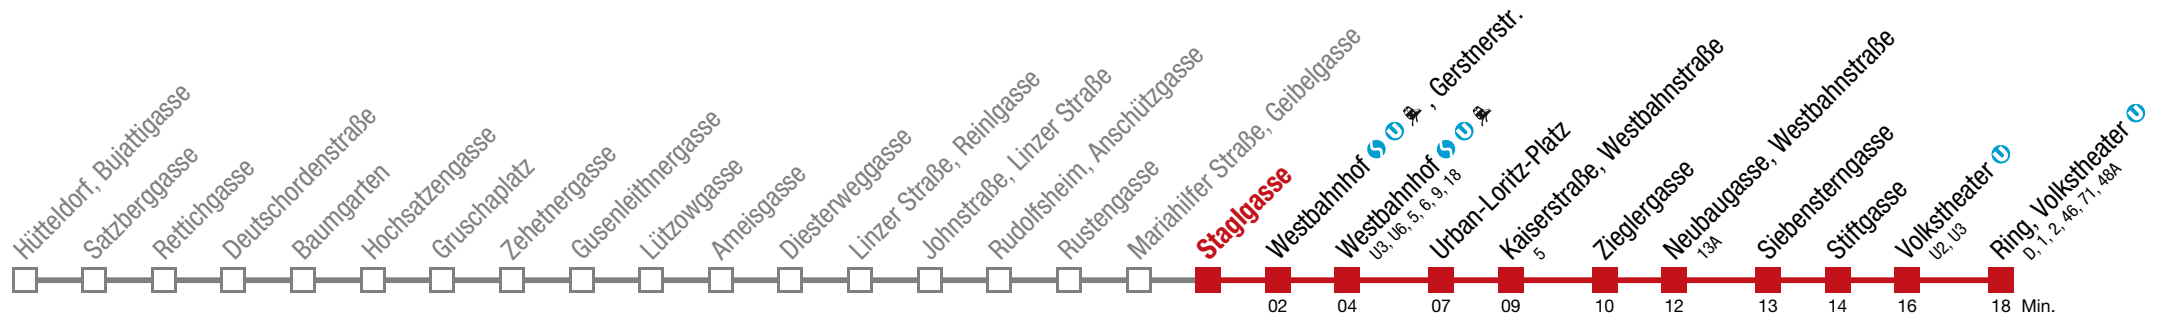 Hütteldorf, Bujattigasse
Satzberggasse
Rettichgasse
Deutschordenstraße
Baumgarten
Hochsatzengasse
Gruschaplatz
Zehetnergasse
Gusenleithnergasse
Lützowgasse
Ameisgasse
Diesterweggasse
Linzer Straße, Reinlgasse
Johnstraße, Linzer Straße
Rudolfsheim, Anschützgasse
Rustengasse
Mariahilfer Straße, Geibelgasse
Staglgasse
Westbahnhof S U , Gerstnerstr.
02
Westbahnhof S U
U3, U6, 5, 6, 9, 18
04
Urban-Loritz-Platz
07
Kaiserstraße, Westbahnstraße
5
09
Zieglergasse
10
Neubaugasse, Westbahnstraße
13A
12
Siebensterngasse
13
Stiftgasse
14
Volkstheater U
U2, U3
16
Ring, Volkstheater U
D, 1, 2, 46, 71, 48A
18 Min.